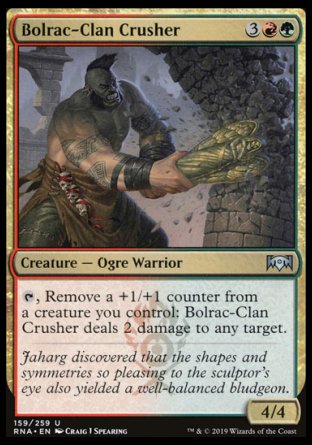 Bolrac-Clan Crusher 3
Creature — Ogre Warrior
, Remove a +1/+1 counter from
a creature you control: Bolrac-Clan
Crusher deals 2 damage to any target.
Jaharg discovered that the shapes and
symmetries so pleasing to the sculptor's
eye also yielded a well-balanced bludgeon.
4/4
159/259 U
RNA • EN Craig J Spearing
™ & © 2019 Wizards of the Coast